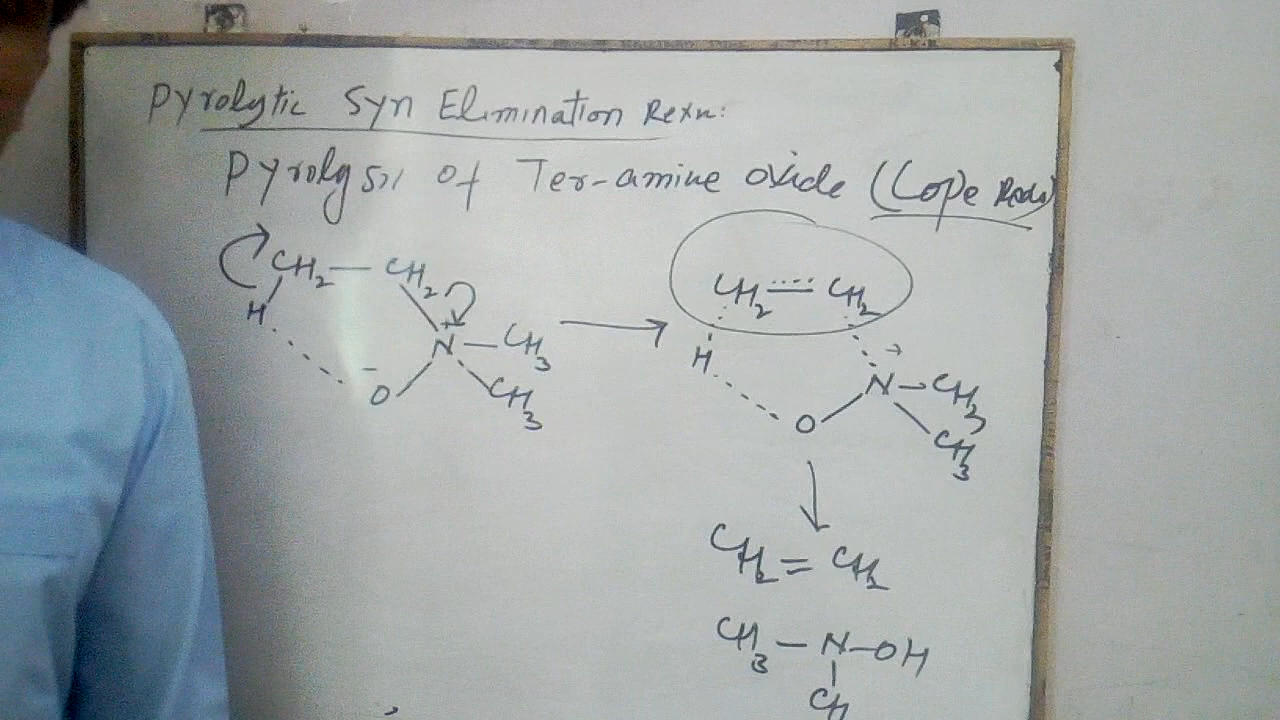 Pyrolytic Syn Elimination Rexn:
Pyrolysis of Ter-amine oxide (Cope Rexn)
CH2 — CH2
H
N+ — CH3
-O
CH3
CH2 = CH2
H
N+ — CH3
O
CH3
CH2 = CH2
CH3 — N — OH
CH